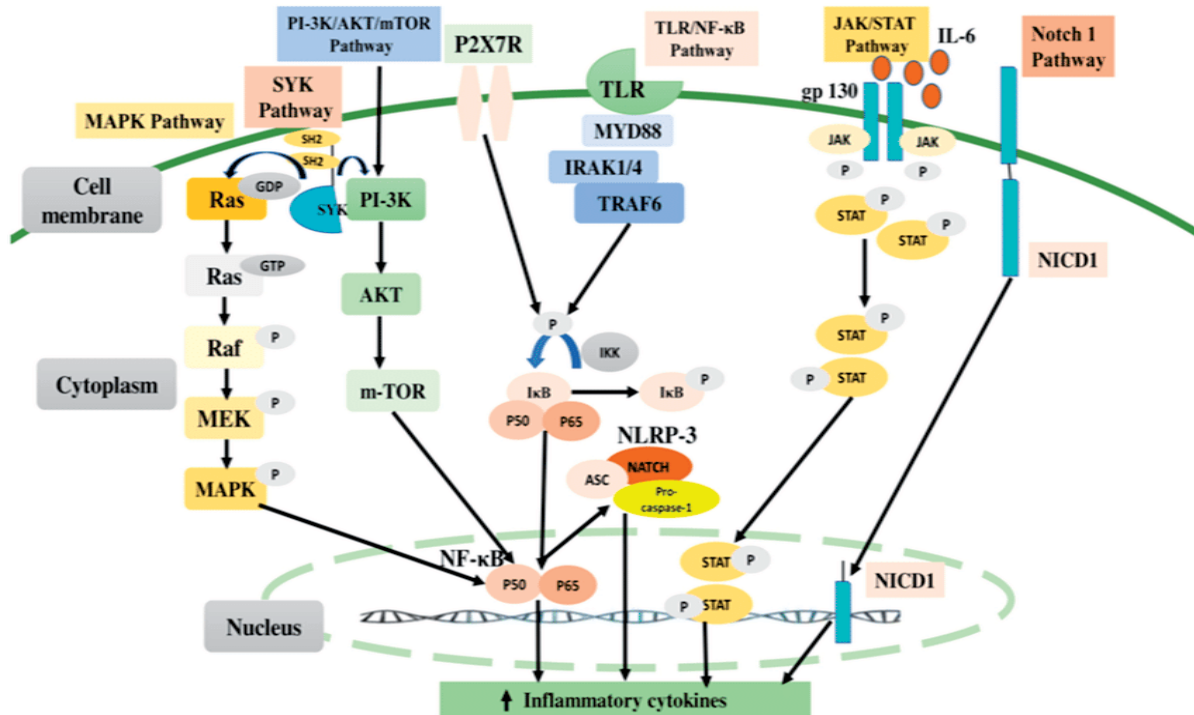 PI-3K/AKT/mTOR
Pathway
P2X7R
TLR/NF-κB
Pathway
JAK/STAT
Pathway
IL-6
Notch 1
Pathway
SYK
Pathway
MAPK Pathway
TLR
gp 130
MYD88
SH2
SH2
JAK
JAK
IRAK1/4
P
P
Cell
membrane
Ras
GDP
SYK
PI-3K
TRAF6
STAT
P
STAT
P
NICD1
Ras
GTP
AKT
P
IKK
STAT
P
P
STAT
Raf
P
Cytoplasm
m-TOR
IκB
P50
P65
IκB
P
MEK
P
NLRP-3
NATCH
ASC
Pro-
caspase-1
MAPK
P
NF-κB
P50
P65
STAT
P
P
STAT
NICD1
Nucleus
Inflammatory cytokines